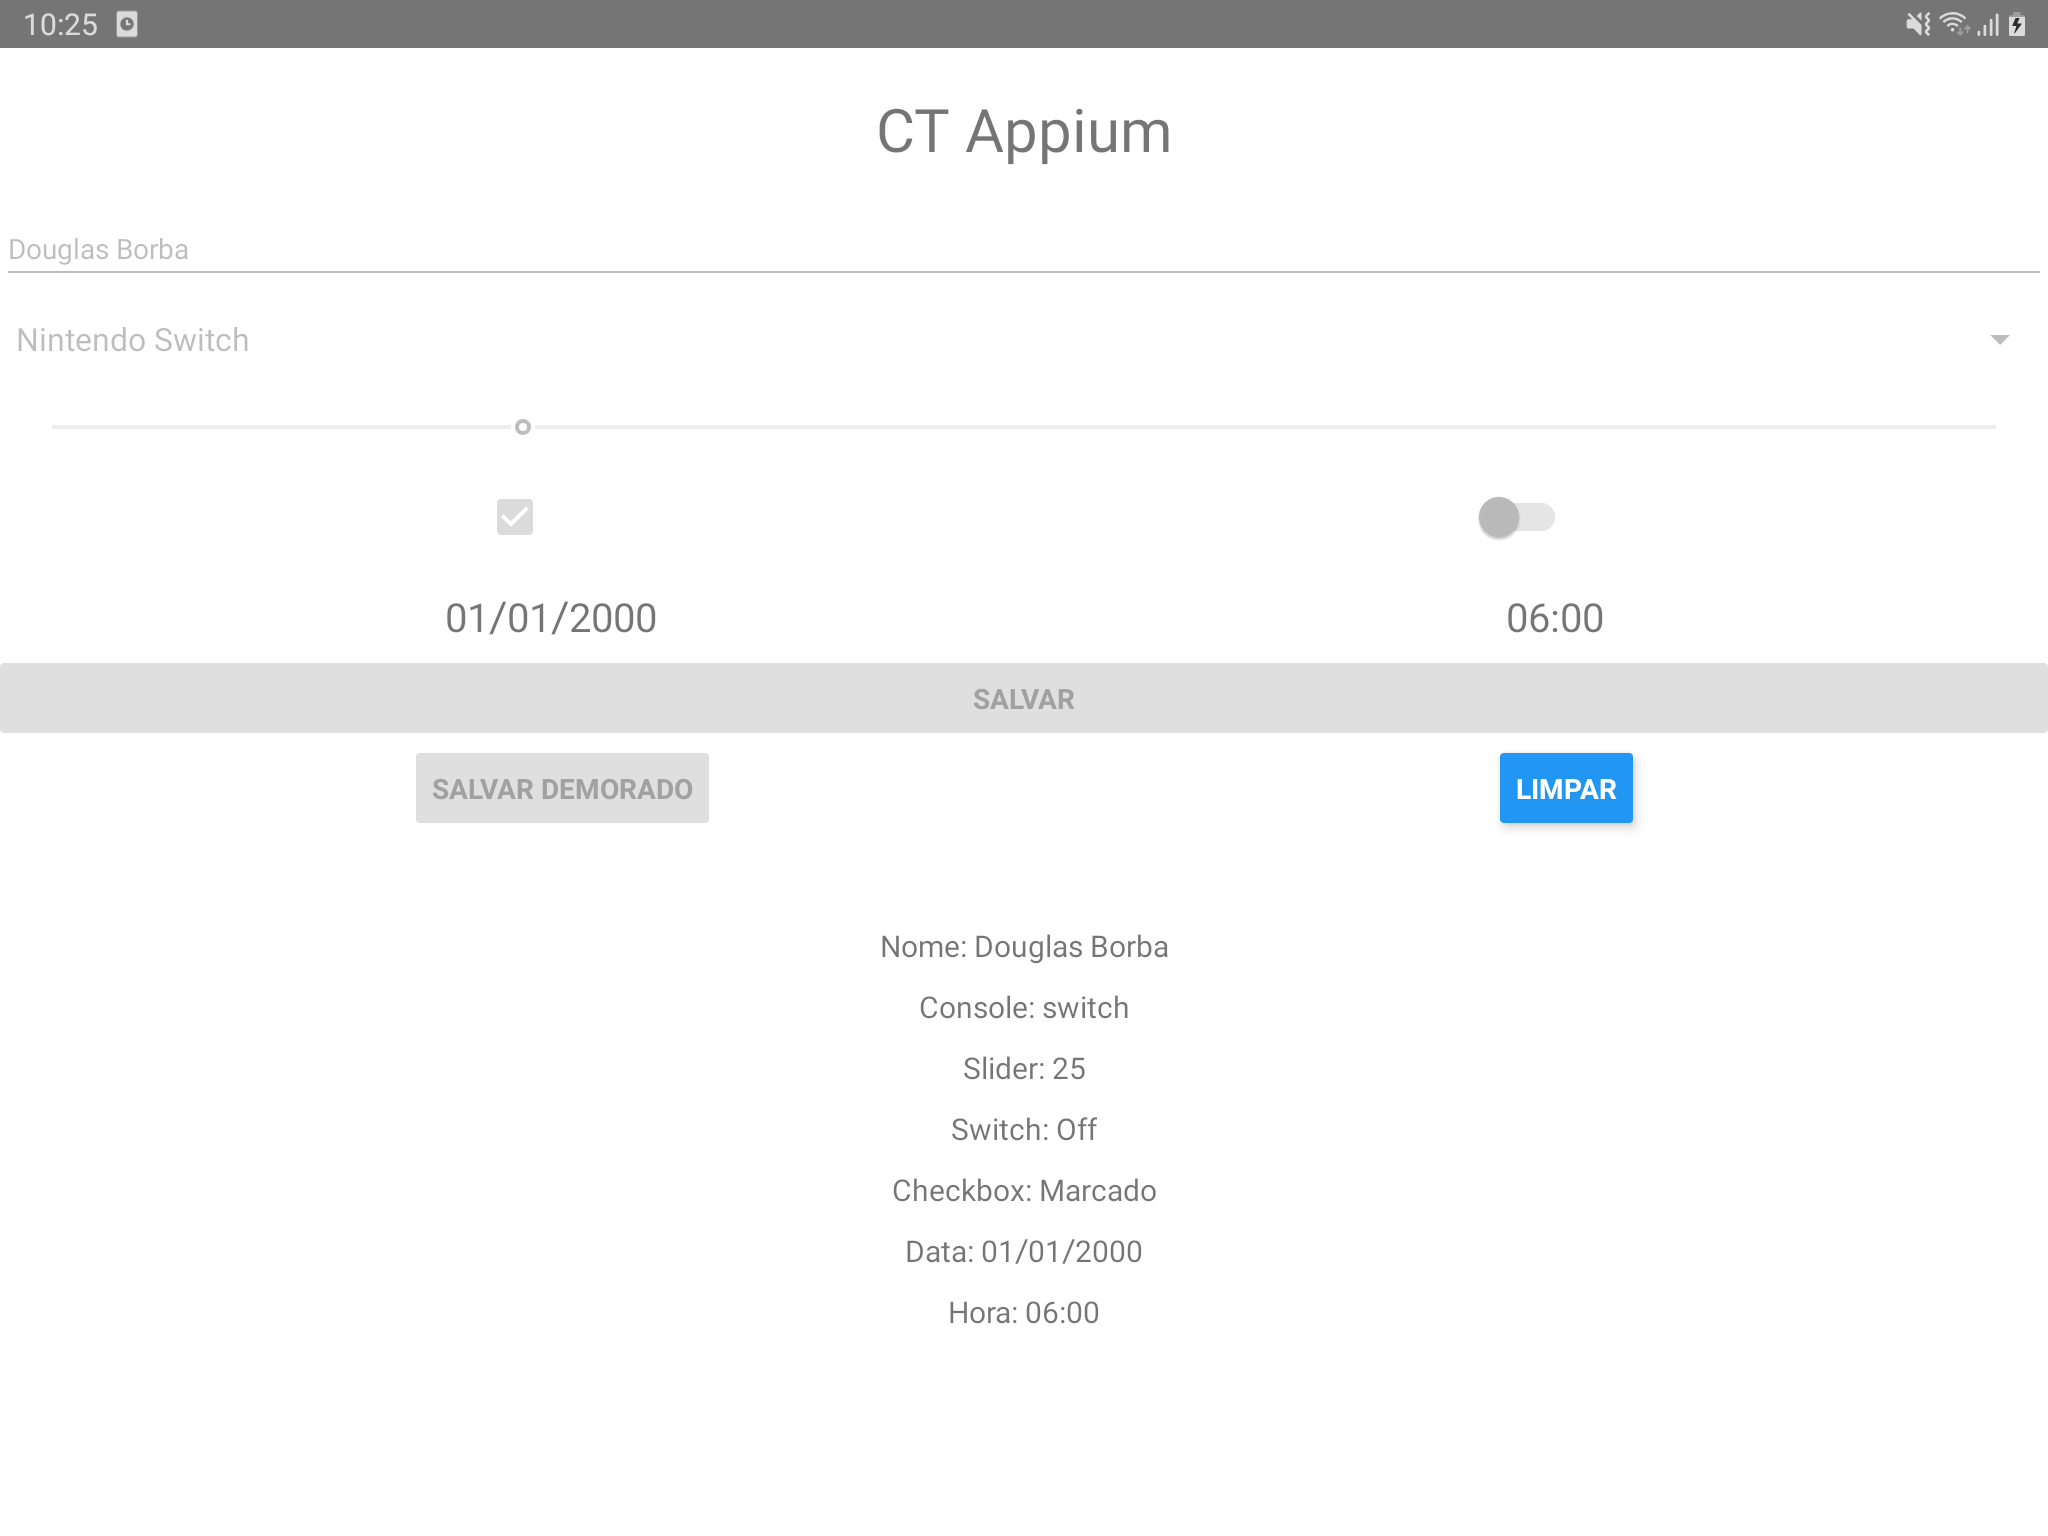 10:25
CT Appium
Douglas Borba
Nintendo Switch
01/01/2000 06:00
SALVAR
SALVAR DEMORADO LIMPAR
Nome: Douglas Borba
Console: switch
Slider: 25
Switch: Off
Checkbox: Marcado
Data: 01/01/2000
Hora: 06:00